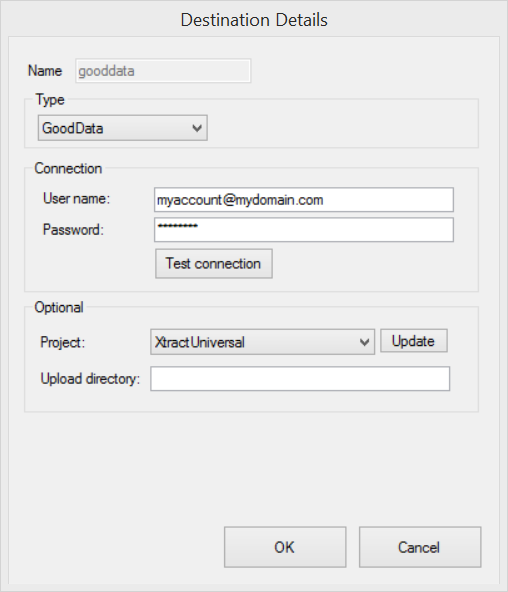 Destination Details
Name gooddata
Type
GoodData
Connection
User name: myaccount@mydomain.com
Password: ********
Test connection
Optional
Project: XtractUniversal Update
Upload directory:
OK Cancel